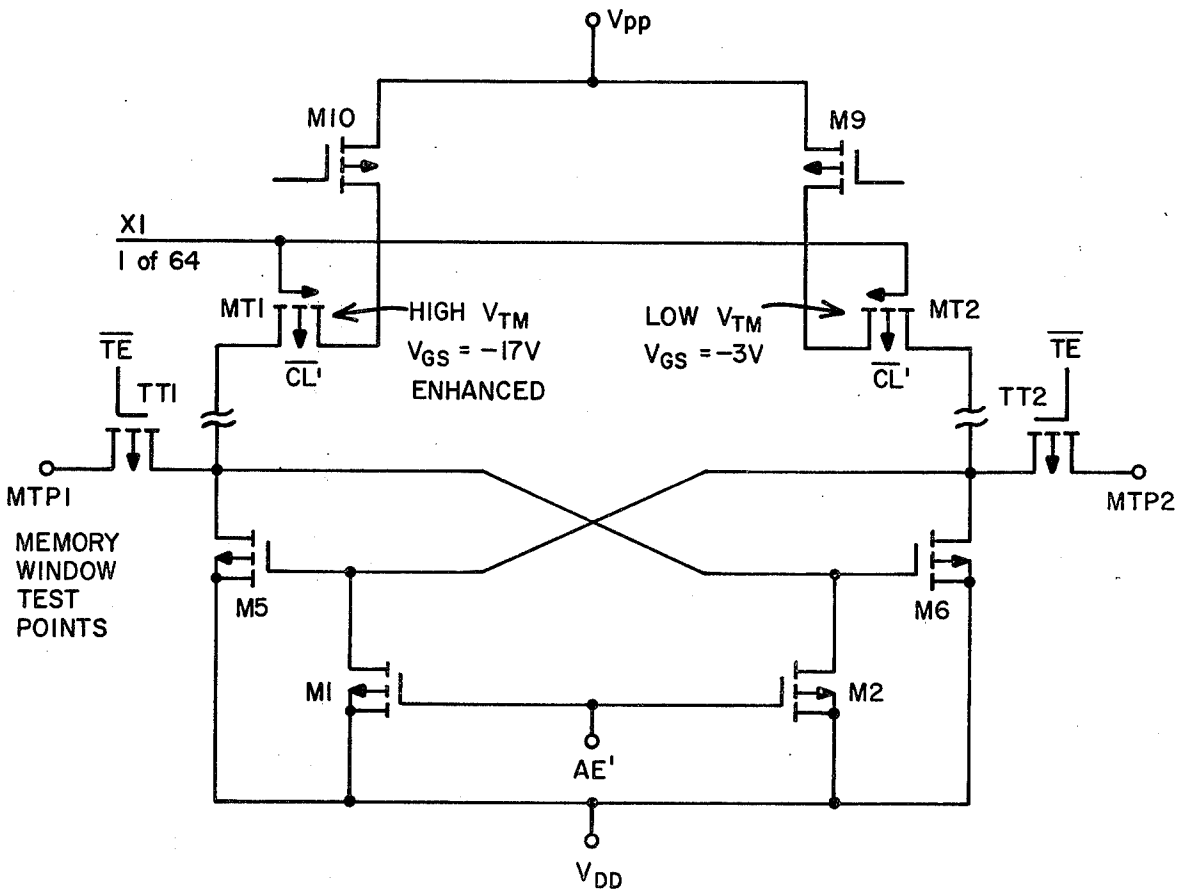 Vpp
M10
M9
X1
1 of 64
MT1
HIGH VTM
VGS = -17V
ENHANCED
LOW VTM
VGS = -3V
MT2
CL'
CL'
TE
TT1
TE
TT2
MTP1
MTP2
MEMORY
WINDOW
TEST
POINTS
M5
M6
M1
M2
AE'
VDD